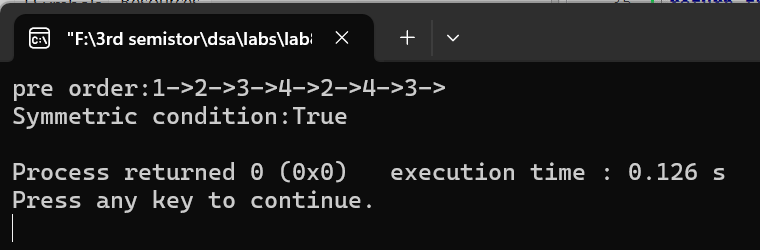 "F:\3rd semistor\dsa\labs\lab8
pre order:1->2->3->4->2->4->3->
Symmetric condition:True
Process returned 0 (0x0)   execution time : 0.126 s
Press any key to continue.